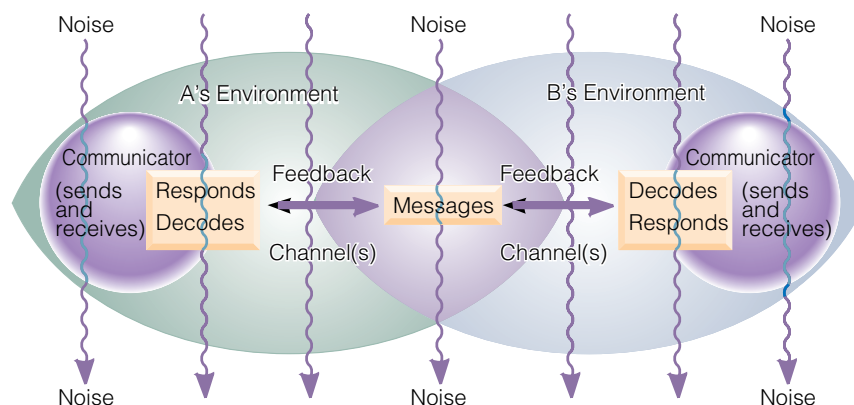 Noise
Noise
Noise
A's Environment
B's Environment
Communicator
(sends
and
receives)
Responds
Decodes
Feedback
Channel(s)
Messages
Feedback
Channel(s)
Decodes
Responds
Communicator
(sends
and
receives)
Noise
Noise
Noise